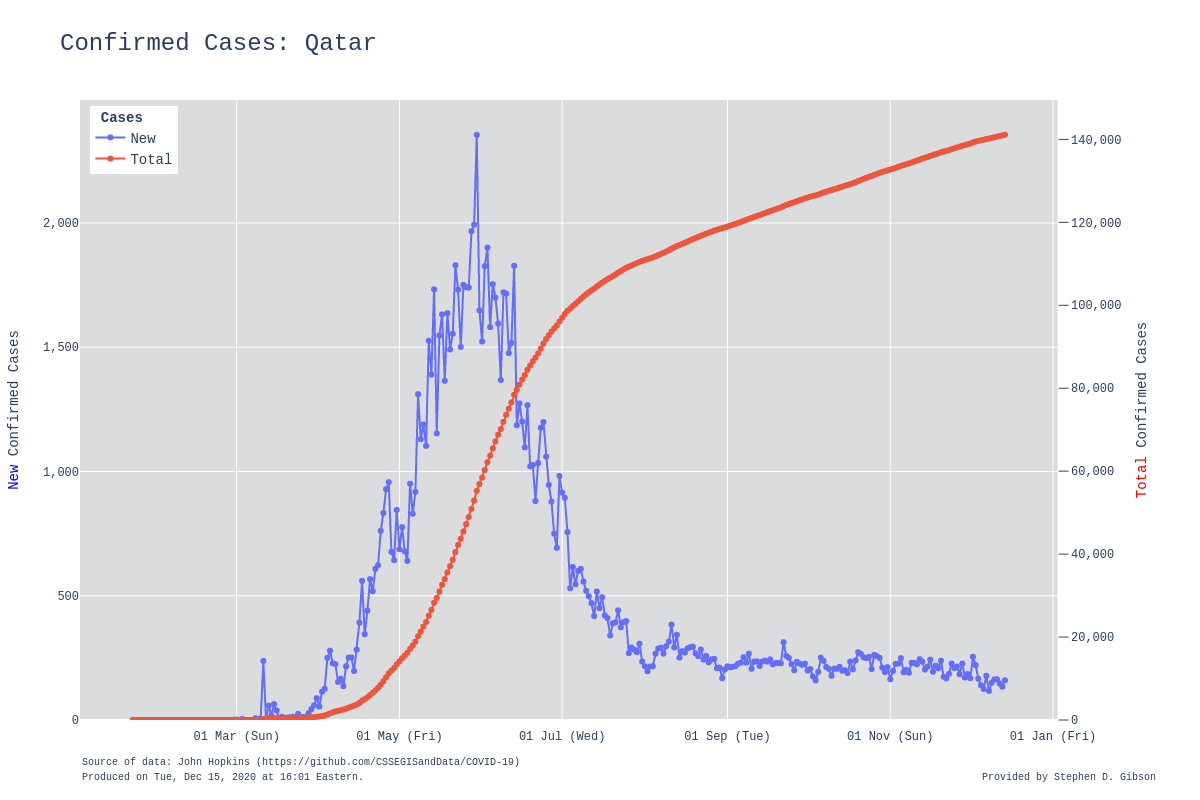 Confirmed Cases: Qatar
Cases
New
Total
2,000
1,500
1,000
500
0
New Confirmed Cases
140,000
120,000
100,000
80,000
60,000
40,000
20,000
0
Total Confirmed Cases
01 Mar (Sun)
01 May (Fri)
01 Jul (Wed)
01 Sep (Tue)
01 Nov (Sun)
01 Jan (Fri)
Source of data: John Hopkins (https://github.com/CSSEGISandData/COVID-19)
Produced on Tue, Dec 15, 2020 at 16:01 Eastern.
Provided by Stephen D. Gibson